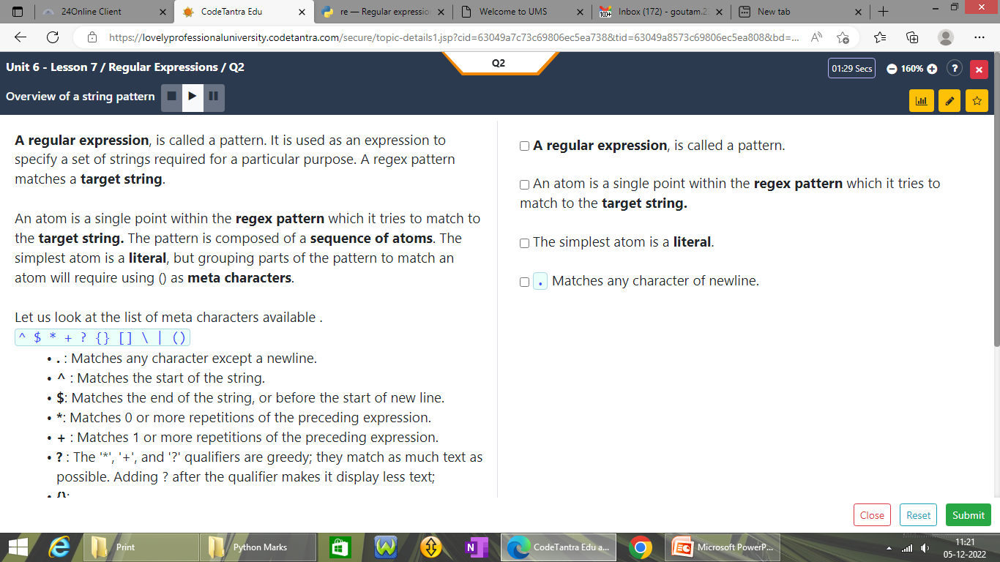 24Online Client
CodeTantra Edu
re — Regular expressio
Welcome to UMS
100+
Inbox (172) - goutam.2
New tab
https://lovelyprofessionaluniversity.codetantra.com/secure/topic-details1.jsp?cid=63049a7c73c69806ec5ea738&tid=63049a8573c69806ec5ea808&bd=...
Unit 6 - Lesson 7 / Regular Expressions / Q2
Q2
01:29 Secs
160%
?
Overview of a string pattern
A regular expression, is called a pattern. It is used as an expression to
specify a set of strings required for a particular purpose. A regex pattern
matches a target string.
An atom is a single point within the regex pattern which it tries to match to
the target string. The pattern is composed of a sequence of atoms. The
simplest atom is a literal, but grouping parts of the pattern to match an
atom will require using () as meta characters.
Let us look at the list of meta characters available .
^ $ * + ? {} [] \ | ()
• . : Matches any character except a newline.
• ^ : Matches the start of the string.
• $: Matches the end of the string, or before the start of new line.
• *: Matches 0 or more repetitions of the preceding expression.
• + : Matches 1 or more repetitions of the preceding expression.
• ? : The '*', '+', and '?' qualifiers are greedy; they match as much text as
possible. Adding ? after the qualifier makes it display less text;
• {}:
A regular expression, is called a pattern.
An atom is a single point within the regex pattern which it tries to
match to the target string.
The simplest atom is a literal.
. Matches any character of newline.
Close
Reset
Submit
Print
Python Marks
CodeTantra Edu a...
Microsoft PowerP...
11:21
05-12-2022